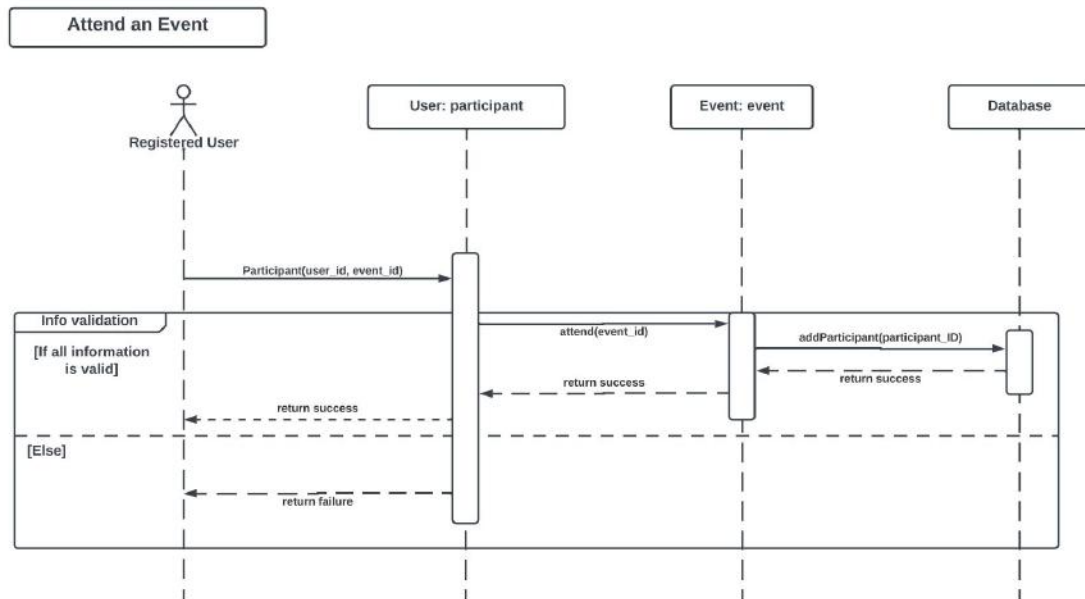 Attend an Event
Registered User
User: participant
Event: event
Database
Participant(user_id, event_id)
Info validation
attend(event_id)
[If all information
is valid]
addParticipant(participant_ID)
return success
return success
return success
[Else]
return failure